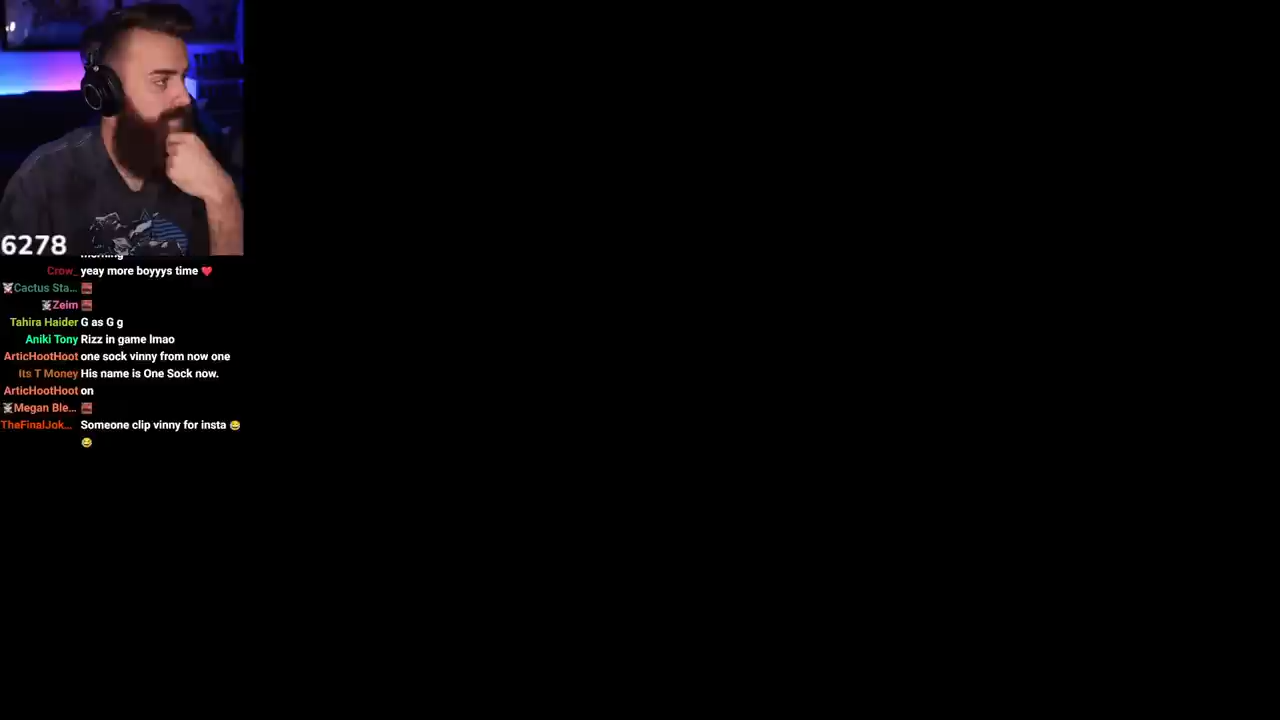 6278
morning
Crow_ yeay more boyyys time ❤️
Cactus Sta...
Zeim
Tahira Haider G as G g
Aniki Tony Rizz in game lmao
ArticHootHoot one sock vinny from now one
Its T Money His name is One Sock now.
ArticHootHoot on
Megan Ble...
TheFinalJok... Someone clip vinny for insta 😂
😂